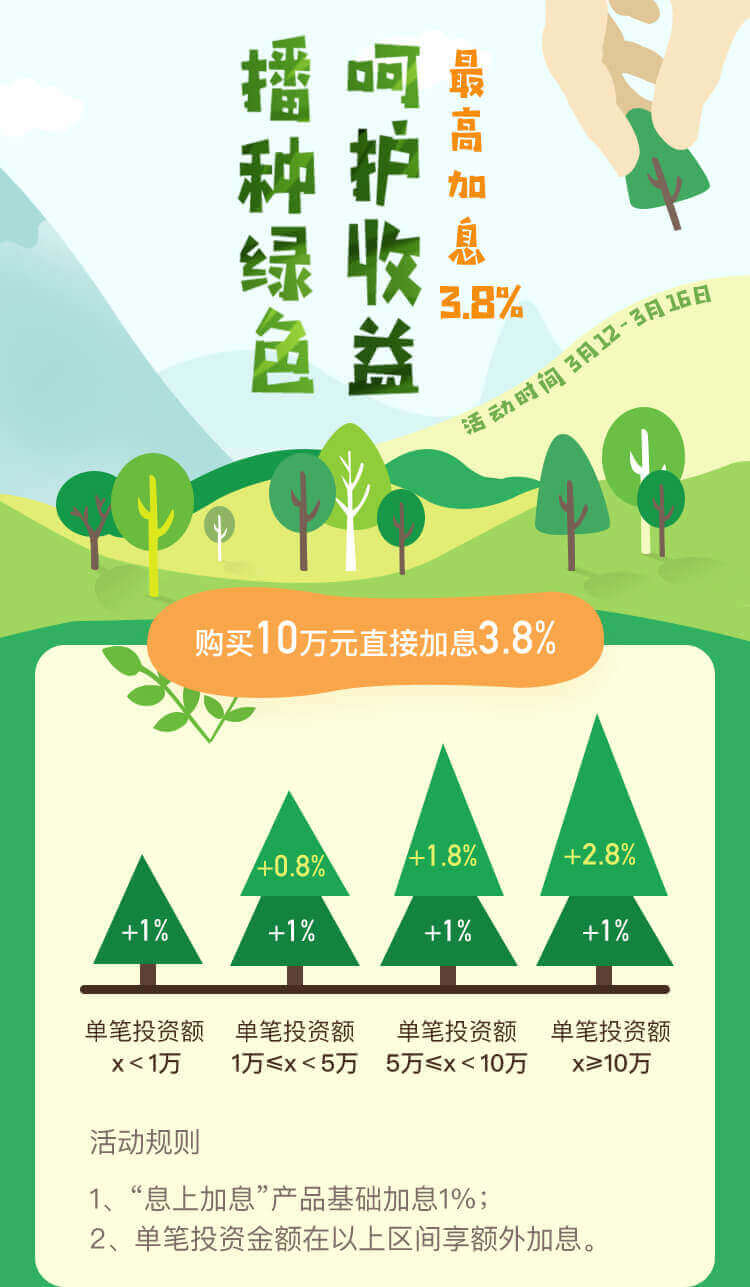 播种绿色
呵护收益
最高加息
3.8%
活动时间 3月12-3月16日
购买10万元直接加息3.8%
+0.8%
+1.8%
+2.8%
+1%
+1%
+1%
+1%
单笔投资额
x<1万
单笔投资额
1万≤x<5万
单笔投资额
5万≤x<10万
单笔投资额
x≥10万
活动规则
1、“息上加息”产品基础加息1%；
2、单笔投资金额在以上区间享额外加息。